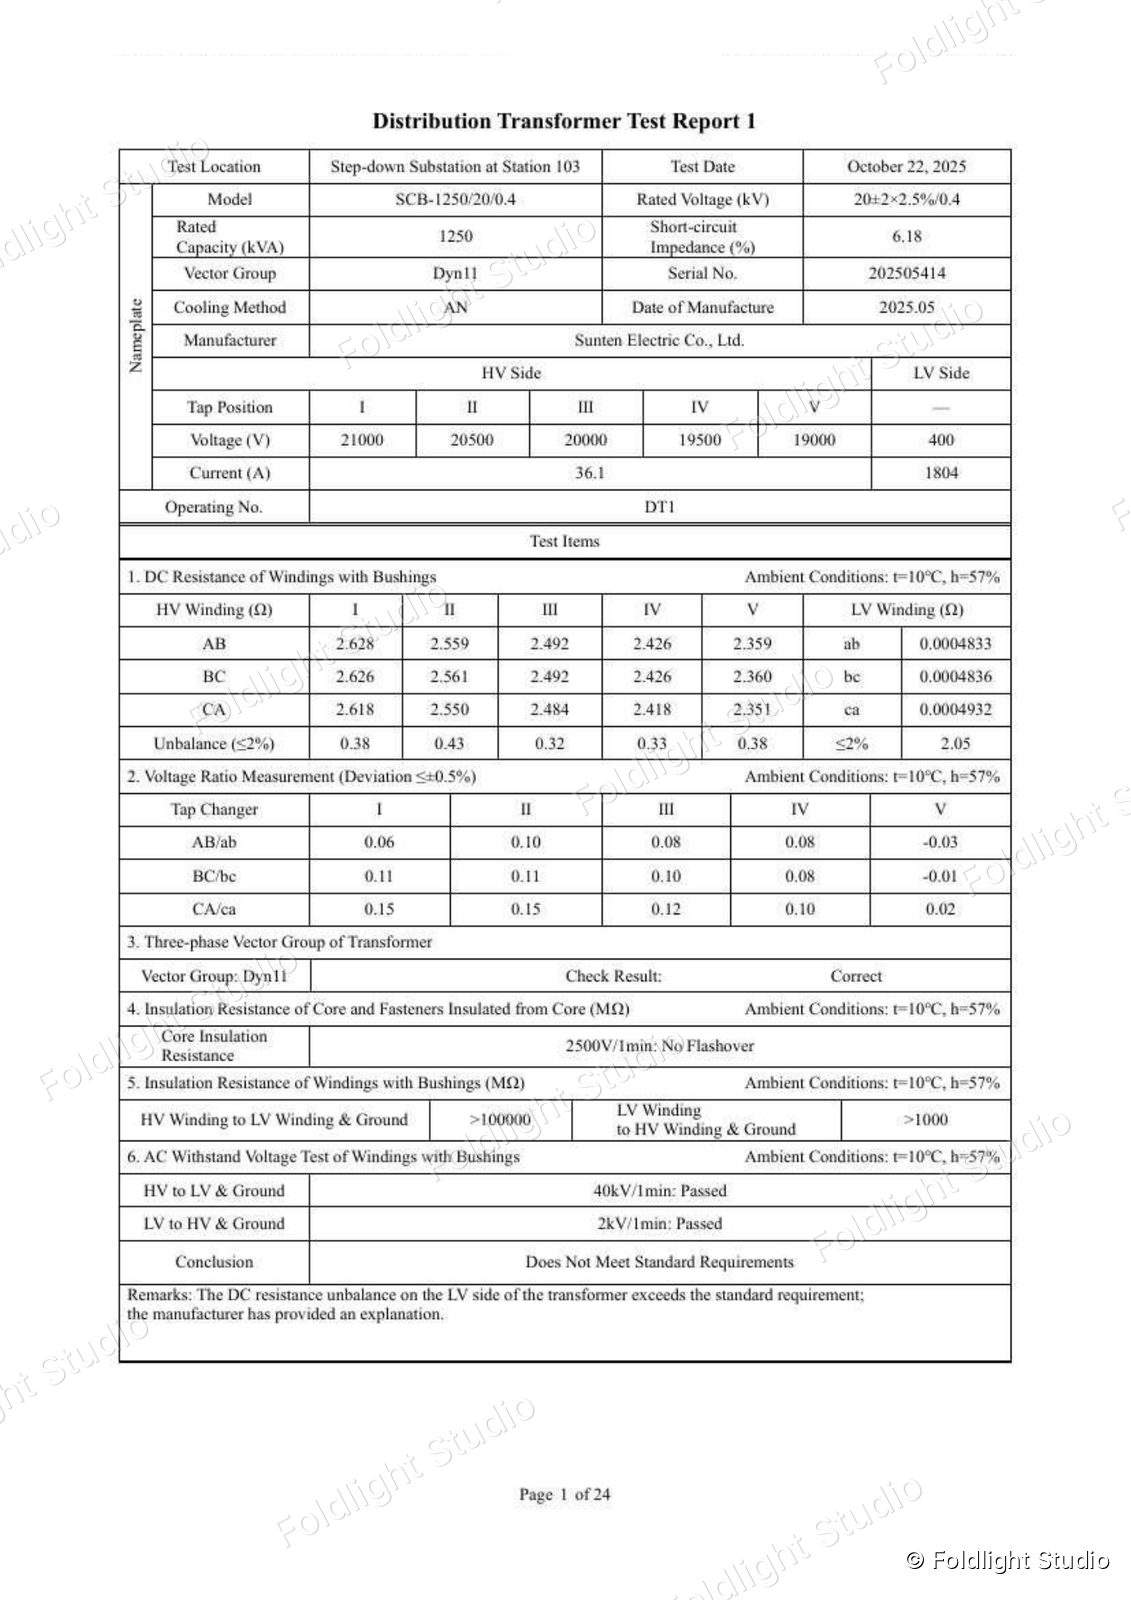 Distribution Transformer Test Report 1
Test Location Step-down Substation at Station 103 Test Date October 22, 2025
Nameplate
Model SCB-1250/20/0.4 Rated Voltage (kV) 20±2×2.5%/0.4
Rated Capacity (kVA) 1250 Short-circuit Impedance (%) 6.18
Vector Group Dyn11 Serial No. 202505414
Cooling Method AN Date of Manufacture 2025.05
Manufacturer Sunten Electric Co., Ltd.
HV Side LV Side
Tap Position I II III IV V —
Voltage (V) 21000 20500 20000 19500 19000 400
Current (A) 36.1 1804
Operating No. DT1
Test Items
1. DC Resistance of Windings with Bushings Ambient Conditions: t=10℃, h=57%
HV Winding (Ω) I II III IV V LV Winding (Ω)
AB 2.628 2.559 2.492 2.426 2.359 ab 0.0004833
BC 2.626 2.561 2.492 2.426 2.360 bc 0.0004836
CA 2.618 2.550 2.484 2.418 2.351 ca 0.0004932
Unbalance (≤2%) 0.38 0.43 0.32 0.33 0.38 ≤2% 2.05
2. Voltage Ratio Measurement (Deviation ≤±0.5%) Ambient Conditions: t=10℃, h=57%
Tap Changer I II III IV V
AB/ab 0.06 0.10 0.08 0.08 -0.03
BC/bc 0.11 0.11 0.10 0.08 -0.01
CA/ca 0.15 0.15 0.12 0.10 0.02
3. Three-phase Vector Group of Transformer
Vector Group: Dyn11 Check Result: Correct
4. Insulation Resistance of Core and Fasteners Insulated from Core (MΩ) Ambient Conditions: t=10℃, h=57%
Core Insulation Resistance 2500V/1min: No Flashover
5. Insulation Resistance of Windings with Bushings (MΩ) Ambient Conditions: t=10℃, h=57%
HV Winding to LV Winding & Ground >100000 LV Winding to HV Winding & Ground >1000
6. AC Withstand Voltage Test of Windings with Bushings Ambient Conditions: t=10℃, h=57%
HV to LV & Ground 40kV/1min: Passed
LV to HV & Ground 2kV/1min: Passed
Conclusion Does Not Meet Standard Requirements
Remarks: The DC resistance unbalance on the LV side of the transformer exceeds the standard requirement;
the manufacturer has provided an explanation.
Page 1 of 24
© Foldlight Studio